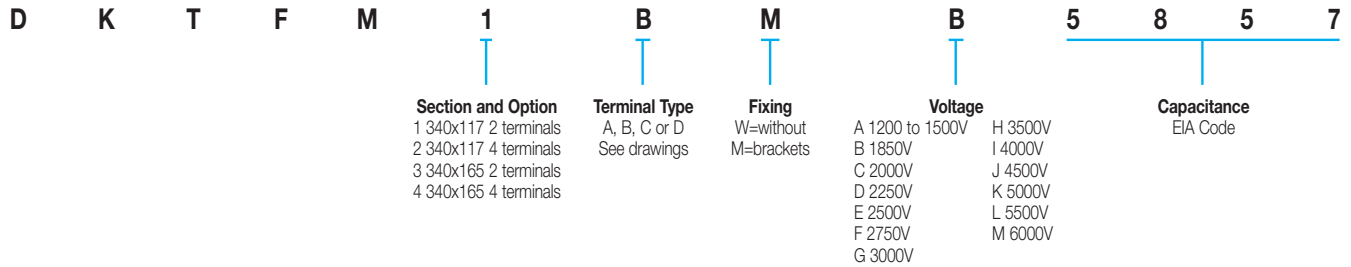 D K T F M 1 B M B 5 8 5 7
Section and Option
1 340x117 2 terminals
2 340x117 4 terminals
3 340x165 2 terminals
4 340x165 4 terminals
Terminal Type
A, B, C or D
See drawings
Fixing
W=without
M=brackets
Voltage
A 1200 to 1500V
B 1850V
C 2000V
D 2250V
E 2500V
F 2750V
G 3000V
H 3500V
I 4000V
J 4500V
K 5000V
L 5500V
M 6000V
Capacitance
EIA Code